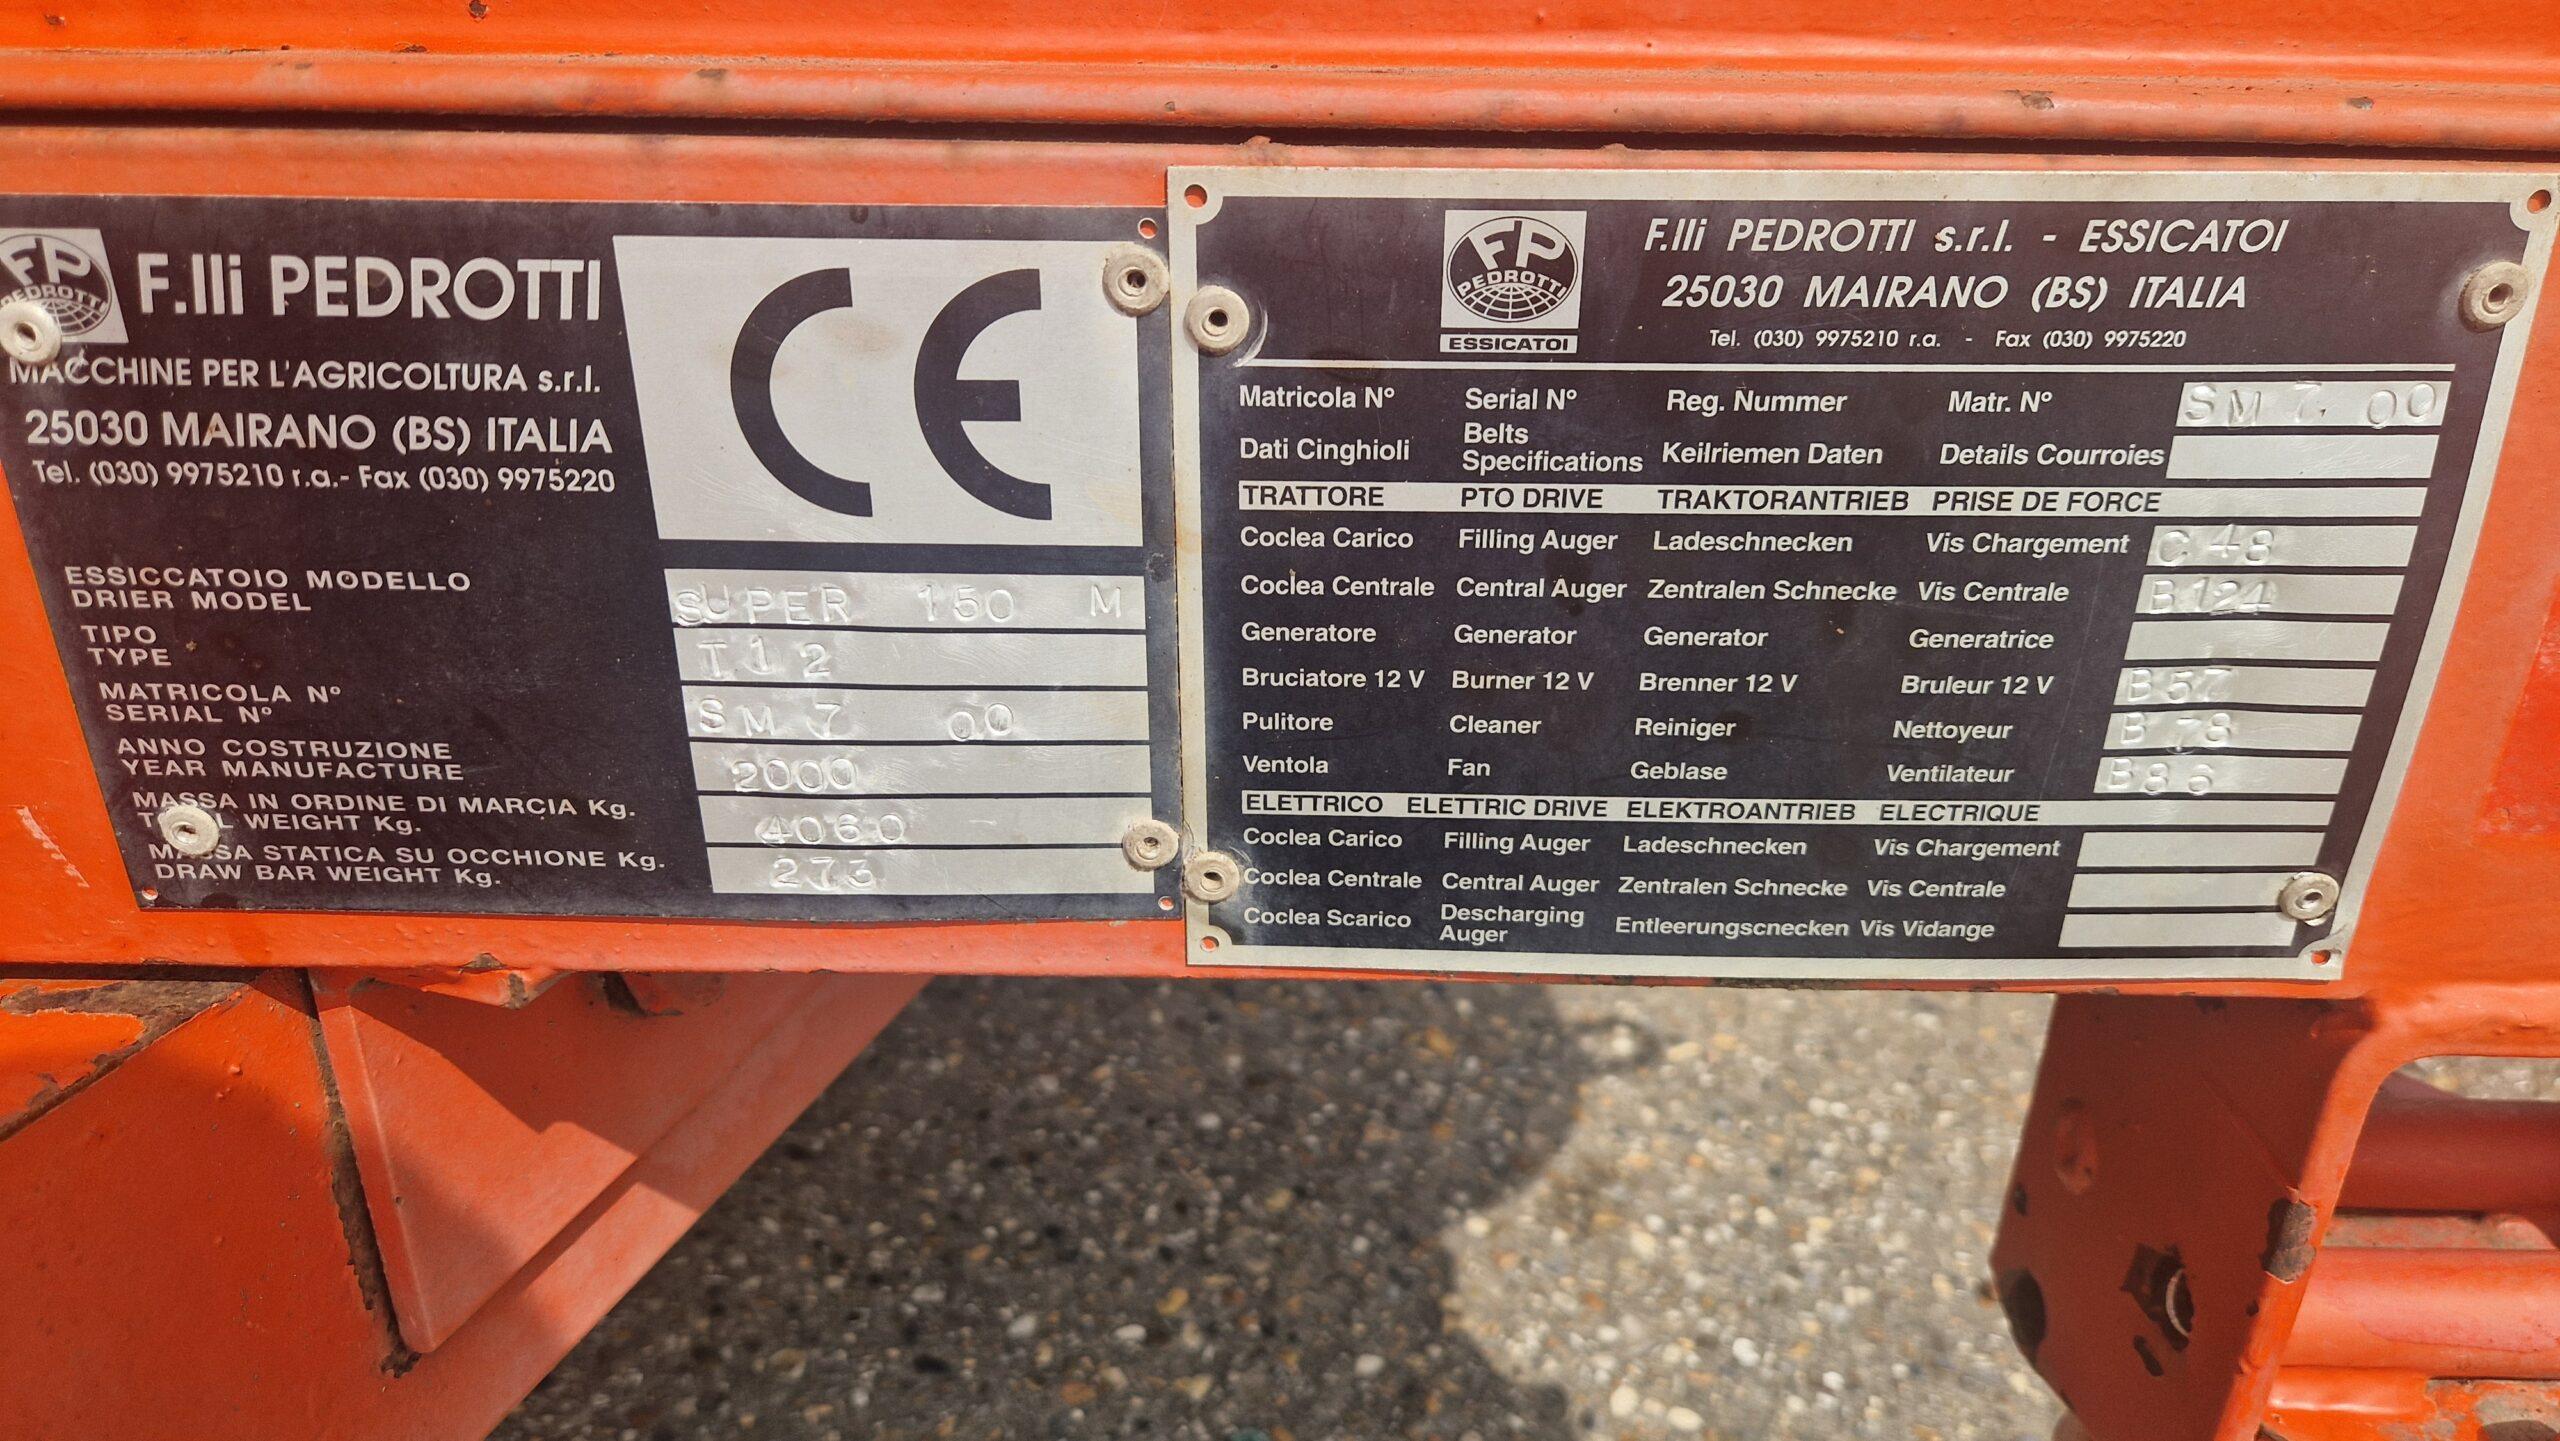 FP
PEDROTTI
F.lli PEDROTTI
MACCHINE PER L'AGRICOLTURA s.r.l.
25030 MAIRANO (BS) ITALIA
Tel. (030) 9975210 r.a.- Fax (030) 9975220
CE
ESSICCATOIO MODELLO
DRIER MODEL
SUPER 150 M
TIPO
TYPE
T12
MATRICOLA N°
SERIAL N°
SM 7 00
ANNO COSTRUZIONE
YEAR MANUFACTURE
2000
MASSA IN ORDINE DI MARCIA Kg.
WEIGHT Kg.
4060
MASSA STATICA SU OCCHIONE Kg.
DRAW BAR WEIGHT Kg.
273
FP
PEDROTTI
ESSICATOI
F.lli PEDROTTI s.r.l. - ESSICATOI
25030 MAIRANO (BS) ITALIA
Tel. (030) 9975210 r.a. - Fax (030) 9975220
Matricola N° Serial N° Reg. Nummer Matr. N° SM 7. 00
Dati Cinghioli Belts Specifications Keilriemen Daten Details Courroies
TRATTORE PTO DRIVE TRAKTORANTRIEB PRISE DE FORCE
Coclea Carico Filling Auger Ladeschnecken Vis Chargement C 48
Coclea Centrale Central Auger Zentralen Schnecke Vis Centrale B 124
Generatore Generator Generator Generatrice
Bruciatore 12 V Burner 12 V Brenner 12 V Bruleur 12 V B 57
Pulitore Cleaner Reiniger Nettoyeur B 78
Ventola Fan Geblase Ventilateur B 86
ELETTRICO ELETTRIC DRIVE ELEKTROANTRIEB ELECTRIQUE
Coclea Carico Filling Auger Ladeschnecken Vis Chargement
Coclea Centrale Central Auger Zentralen Schnecke Vis Centrale
Coclea Scarico Descharging Auger Entleerungscnecken Vis Vidange